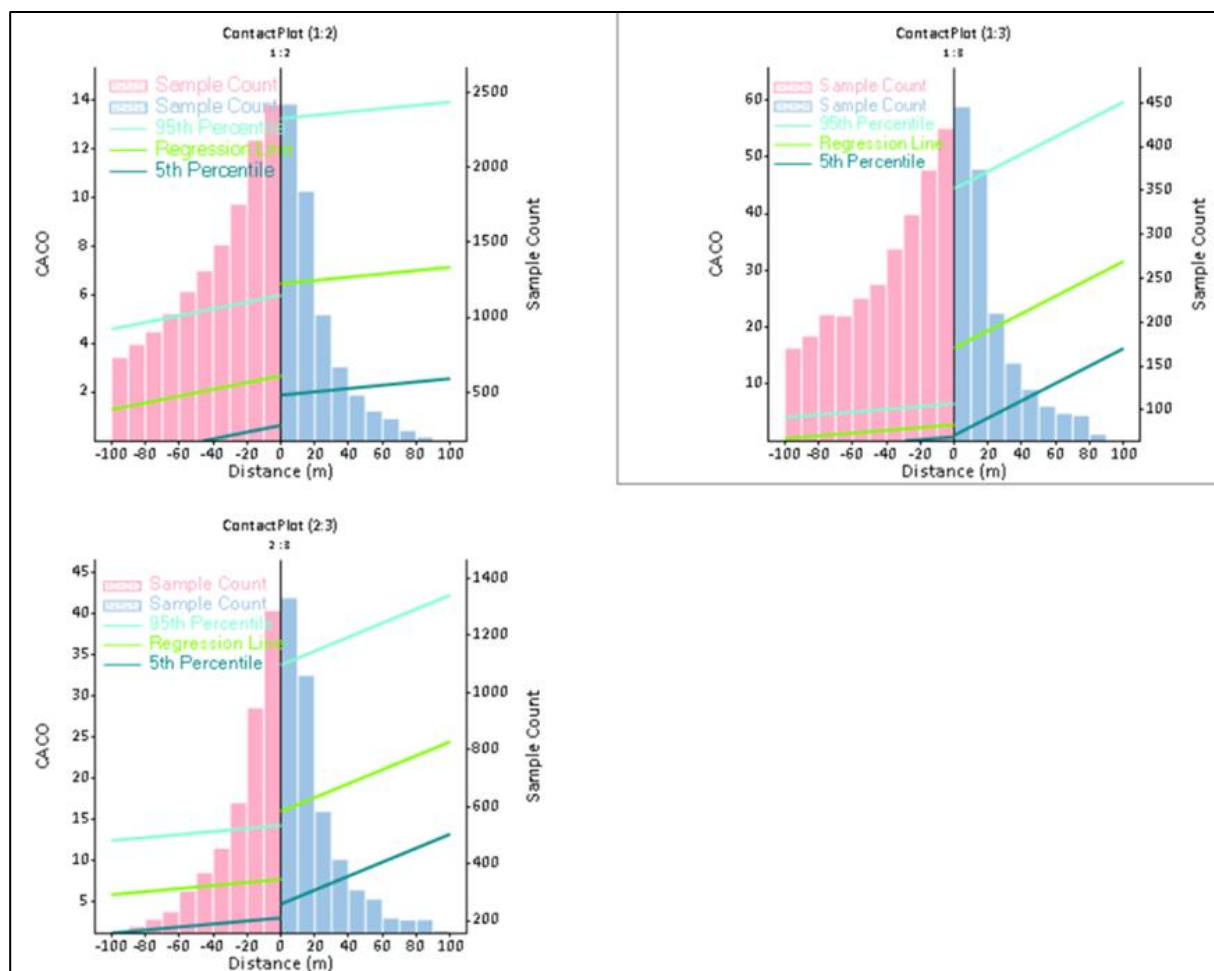 ContactPlot (1:2)
1:2
Sample Count
Sample Count
95th Percentile
Regression Line
5th Percentile
14
12
10
8
6
4
2
CACO
2500
2000
1500
1000
500
Sample Count
-100 -80 -60 -40 -20 0 20 40 60 80 100
Distance (m)
ContactPlot (1:3)
1:3
Sample Count
Sample Count
95th Percentile
Regression Line
5th Percentile
60
50
40
30
20
10
CACO
450
400
350
300
250
200
150
100
Sample Count
-100 -80 -60 -40 -20 0 20 40 60 80 100
Distance (m)
ContactPlot (2:3)
2:3
Sample Count
Sample Count
95th Percentile
Regression Line
5th Percentile
45
40
35
30
25
20
15
10
5
CACO
1400
1200
1000
800
600
400
200
Sample Count
-100 -80 -60 -40 -20 0 20 40 60 80 100
Distance (m)